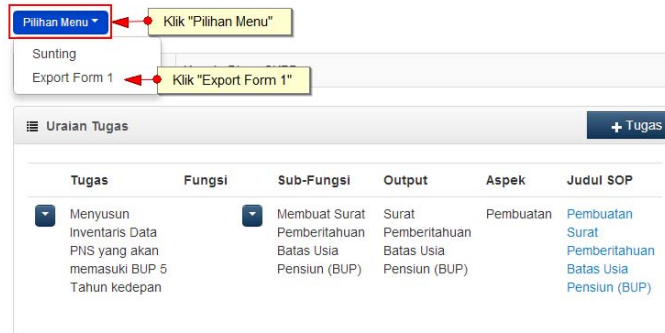 Pilihan Menu
Klik "Pilihan Menu"
Sunting
Export Form 1
Klik "Export Form 1"
Uraian Tugas
+ Tugas
Tugas Fungsi Sub-Fungsi Output Aspek Judul SOP
Menyusun Membuat Surat Surat Pembuatan Pembuatan
Inventaris Data Pemberitahuan Pemberitahuan Surat
PNS yang akan Batas Usia Batas Usia Pemberitahuan
memasuki BUP 5 Pensiun (BUP) Pensiun (BUP) Batas Usia
Tahun kedepan Pensiun (BUP)